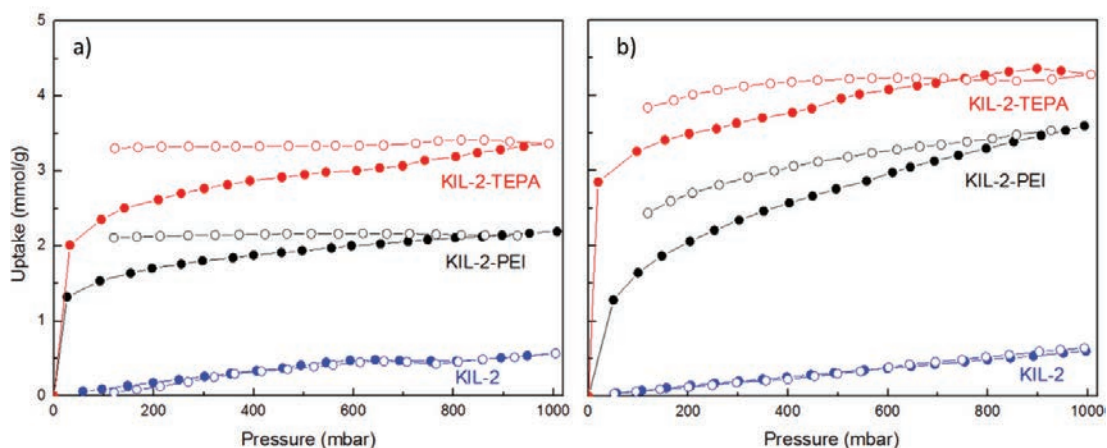 a)
b)
5
4
3
2
1
0
Uptake (mmol/g)
KIL-2-TEPA
KIL-2-PEI
KIL-2
KIL-2-TEPA
KIL-2-PEI
KIL-2
0 200 400 600 800 1000
0 200 400 600 800 1000
Pressure (mbar)
Pressure (mbar)